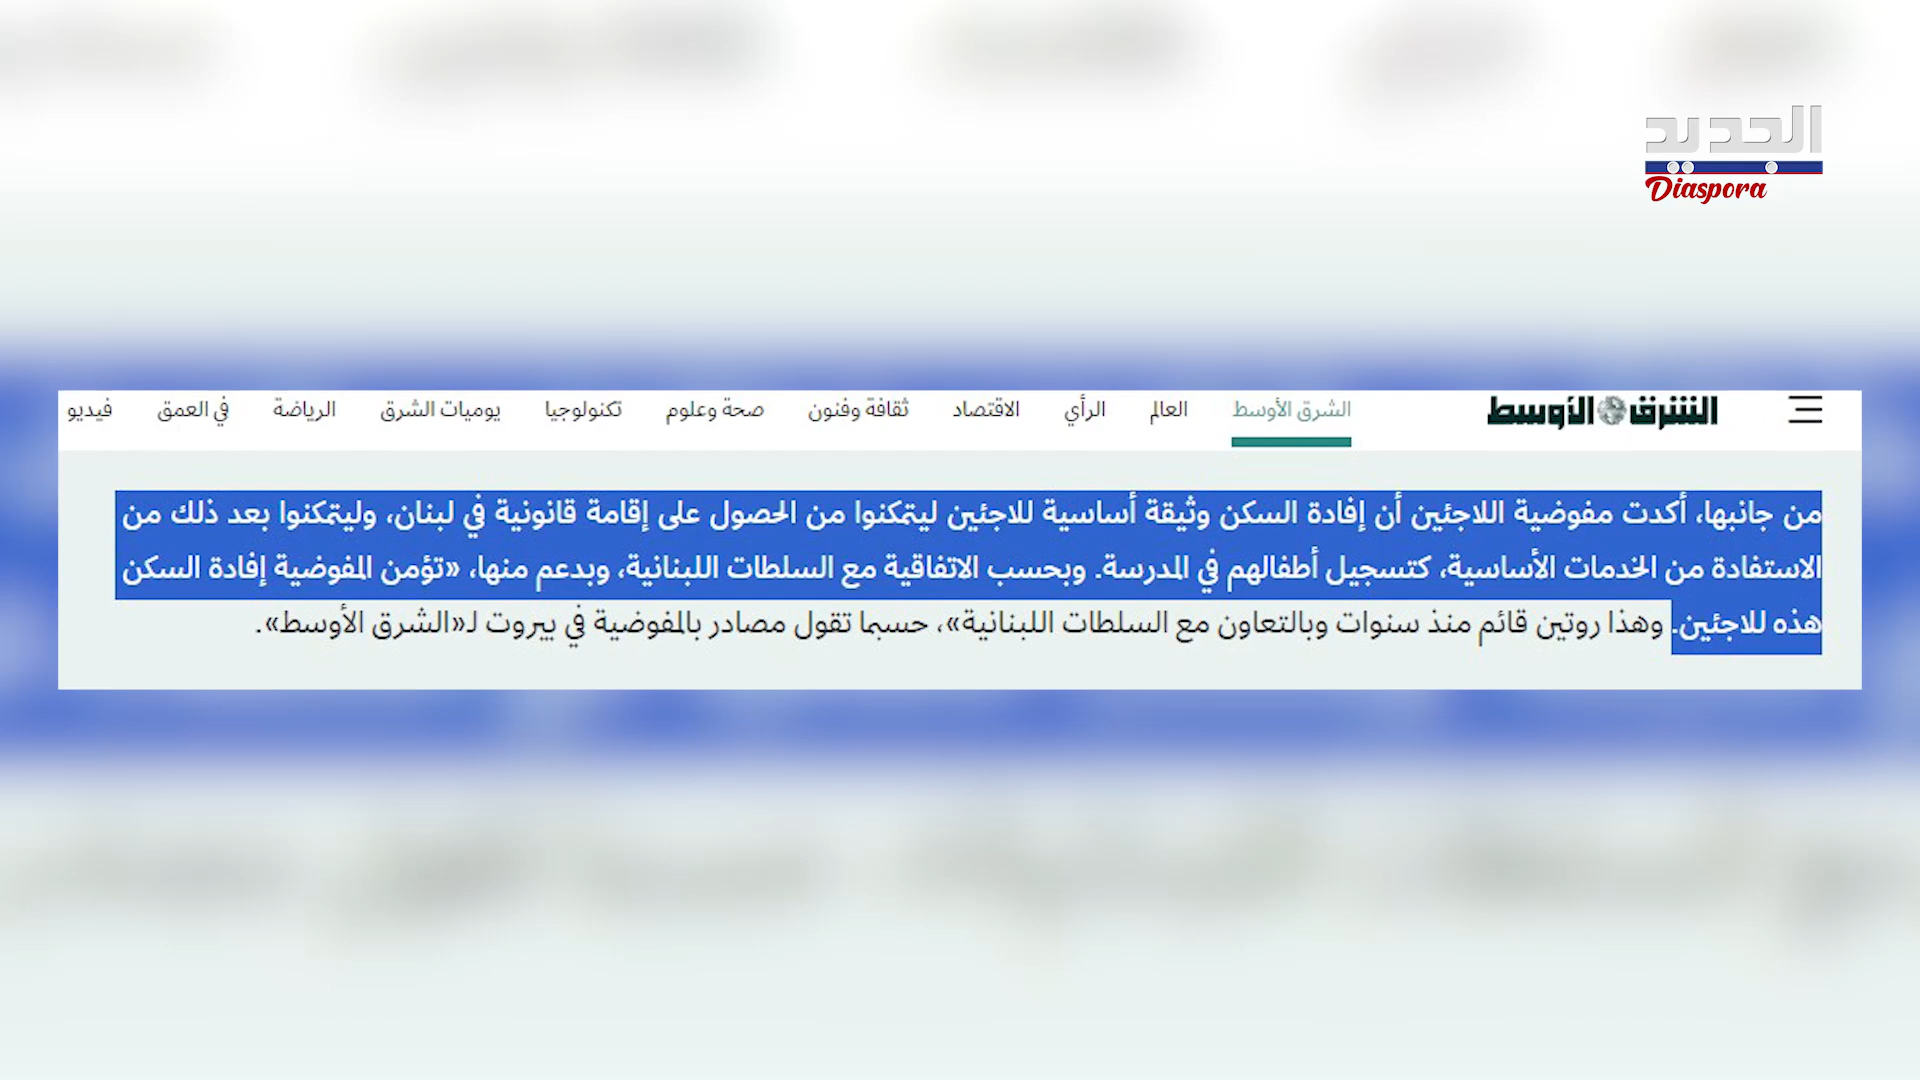 الجديد
Diaspora
الشرق الأوسط
الشرق الأوسط العالم الرأي الاقتصاد ثقافة وفنون صحة وعلوم تكنولوجيا يوميات الشرق الرياضة في العمق فيديو
من جانبها، أكدت مفوضية اللاجئين أن إفادة السكن وثيقة أساسية للاجئين ليتمكنوا من الحصول على إقامة قانونية في لبنان، وليتمكنوا بعد ذلك من
الاستفادة من الخدمات الأساسية، كتسجيل أطفالهم في المدرسة. وبحسب الاتفاقية مع السلطات اللبنانية، وبدعم منها، «تؤمن المفوضية إفادة السكن
هذه للاجئين. وهذا روتين قائم منذ سنوات وبالتعاون مع السلطات اللبنانية»، حسبما تقول مصادر بالمفوضية في بيروت لـ«الشرق الأوسط».